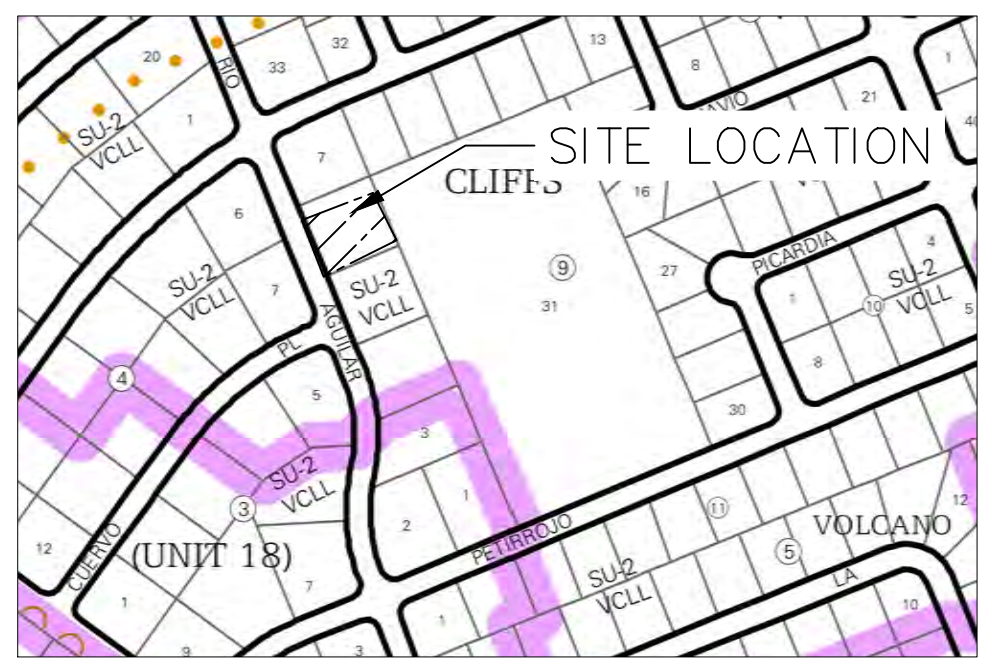 20
RIO
32
33
13
8
1
21
SU-2
VCLL
1
7
SITE LOCATION
CLIFFS
16
6
SU-2
VCLL
7
SU-2
VCLL
9
31
27
PICARDIA
4
1
SU-2
10
VCLL
5
8
AGUILAR
PL
4
5
3
30
SU-2
VCLL
3
1
2
11
12
VOLCANO
5
PETIRROJO
12
CUERVO
(UNIT 18)
7
1
SU-2
VCLL
LA
10
1
9
3